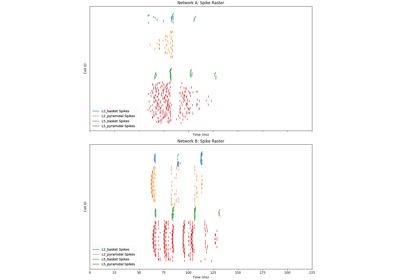 Network A: Spike Raster
Cell ID
L2_basket Spikes
L2_pyramidal Spikes
L5_basket Spikes
L5_pyramidal Spikes
Time (ms)
Network B: Spike Raster
Cell ID
L2_basket Spikes
L2_pyramidal Spikes
L5_basket Spikes
L5_pyramidal Spikes
0 25 50 75 100 125 150 175 200 225
Time (ms)